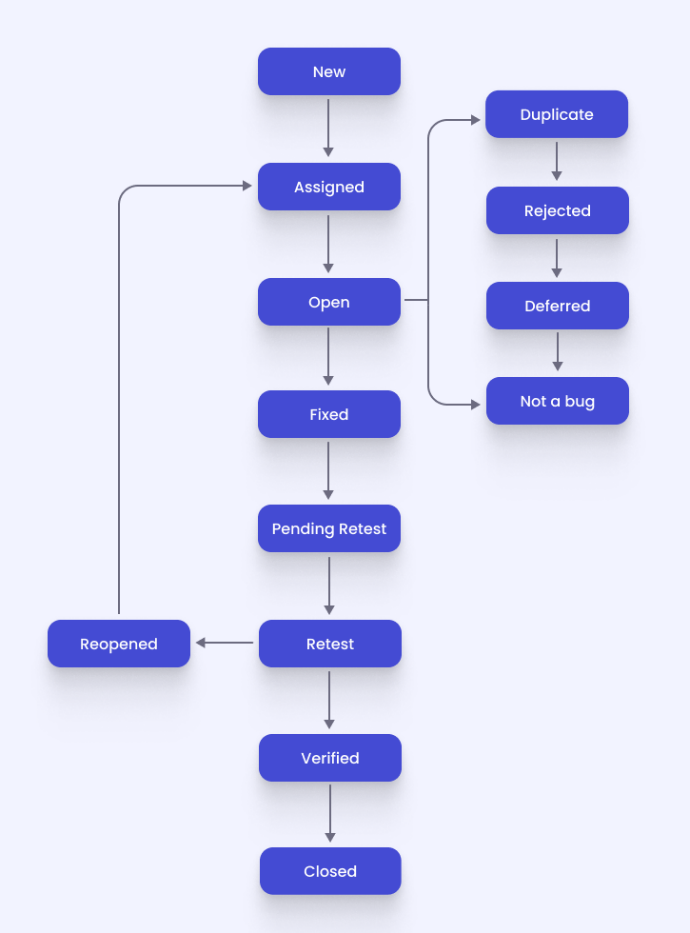 New
Assigned
Open
Fixed
Pending Retest
Retest
Verified
Closed
Reopened
Duplicate
Rejected
Deferred
Not a bug